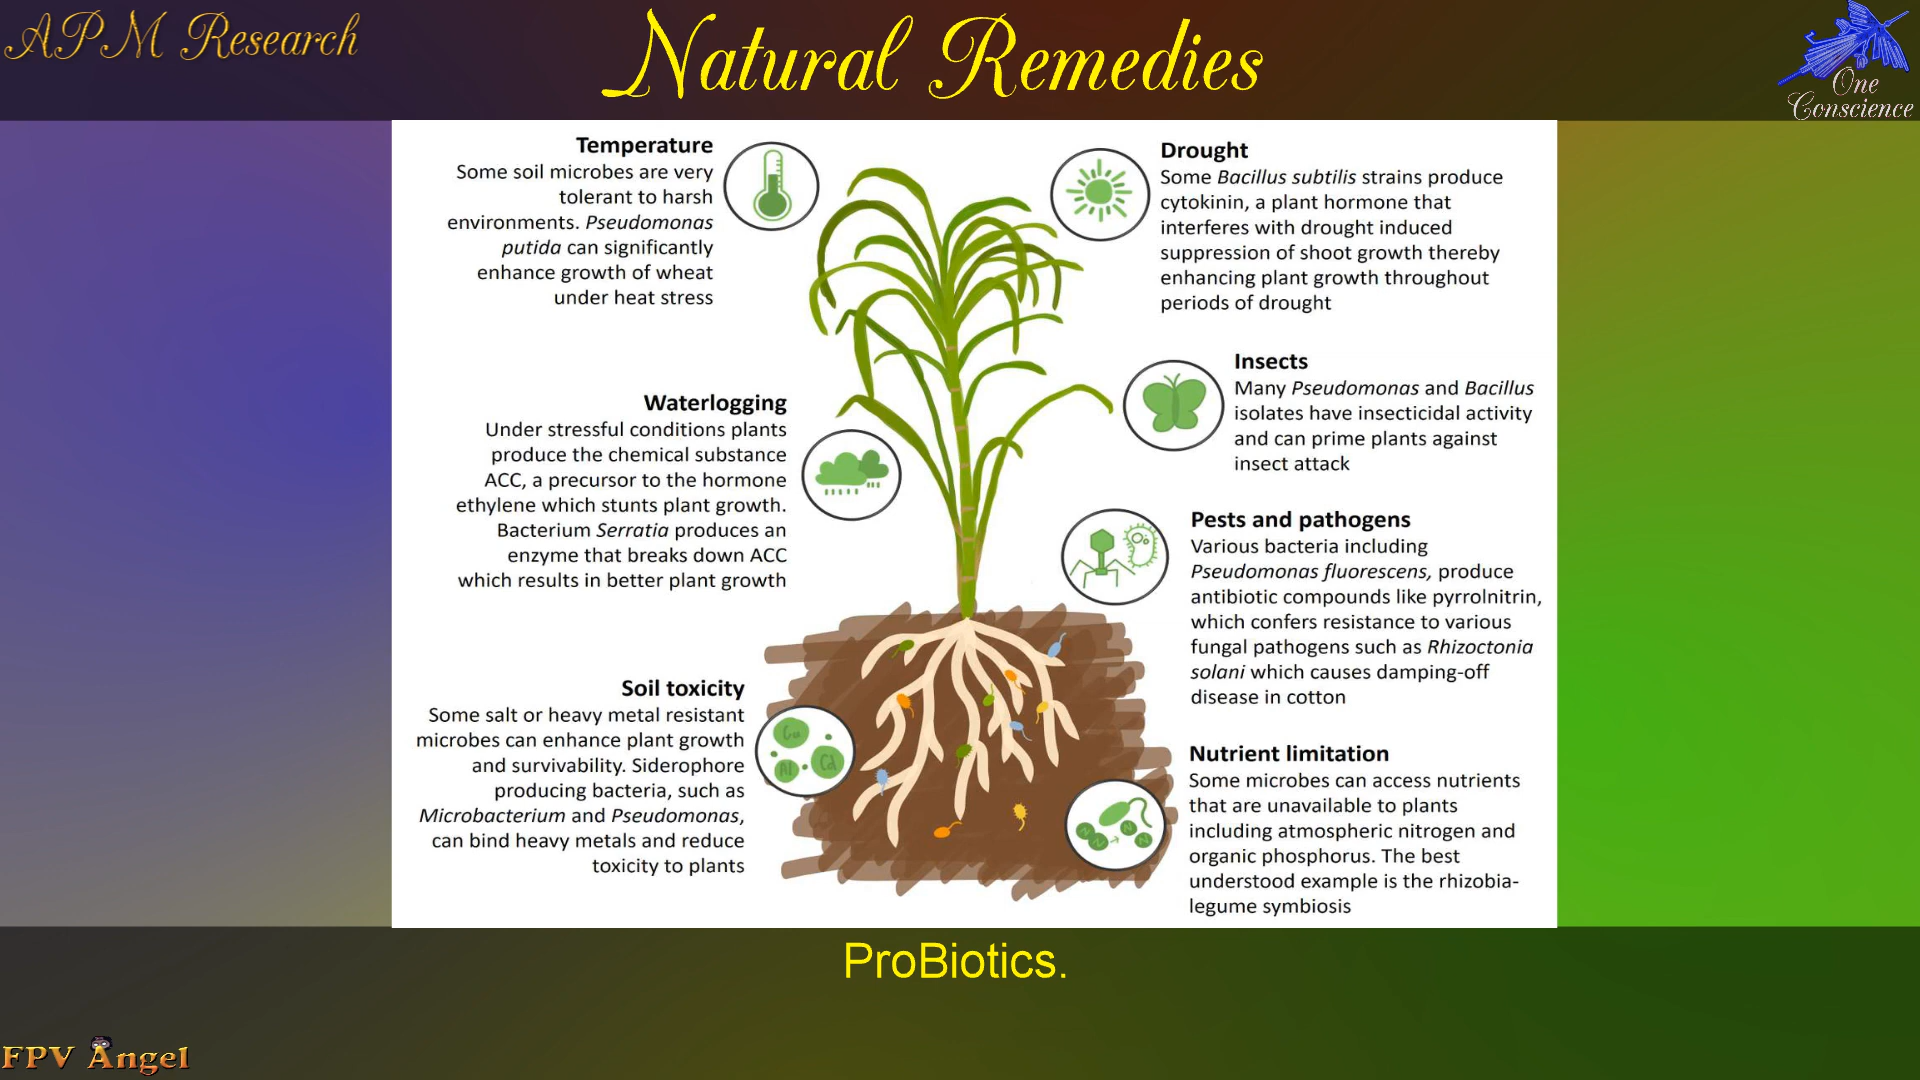 APM Research
Natural Remedies
One
Conscience
Temperature
Some soil microbes are very
tolerant to harsh
environments. Pseudomonas
putida can significantly
enhance growth of wheat
under heat stress
Waterlogging
Under stressful conditions plants
produce the chemical substance
ACC, a precursor to the hormone
ethylene which stunts plant growth.
Bacterium Serratia produces an
enzyme that breaks down ACC
which results in better plant growth
Soil toxicity
Some salt or heavy metal resistant
microbes can enhance plant growth
and survivability. Siderophore
producing bacteria, such as
Microbacterium and Pseudomonas,
can bind heavy metals and reduce
toxicity to plants
Cu
Al
Cd
Drought
Some Bacillus subtilis strains produce
cytokinin, a plant hormone that
interferes with drought induced
suppression of shoot growth thereby
enhancing plant growth throughout
periods of drought
Insects
Many Pseudomonas and Bacillus
isolates have insecticidal activity
and can prime plants against
insect attack
Pests and pathogens
Various bacteria including
Pseudomonas fluorescens, produce
antibiotic compounds like pyrrolnitrin,
which confers resistance to various
fungal pathogens such as Rhizoctonia
solani which causes damping-off
disease in cotton
Nutrient limitation
Some microbes can access nutrients
that are unavailable to plants
including atmospheric nitrogen and
organic phosphorus. The best
understood example is the rhizobia-
legume symbiosis
N N N N
ProBiotics.
FPV Angel